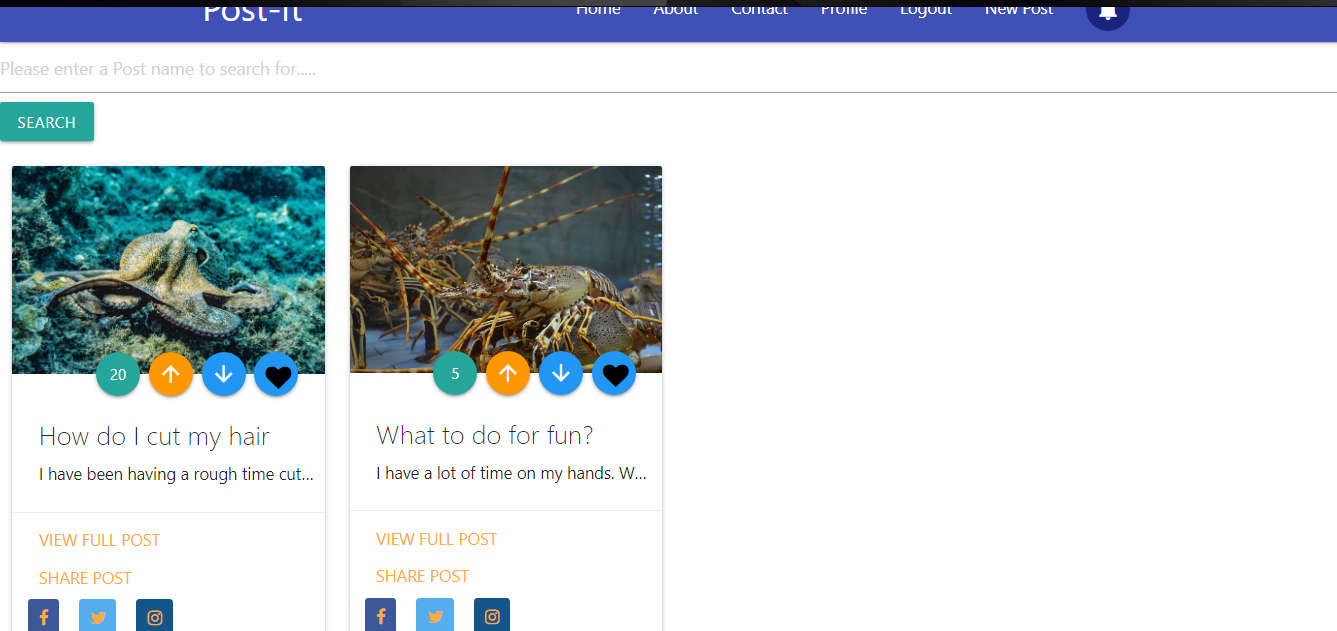 Post-it
Home About Contact Profile Logout New Post
Please enter a Post name to search for.....
SEARCH
20
5
How do I cut my hair
What to do for fun?
I have been having a rough time cut...
I have a lot of time on my hands. W...
VIEW FULL POST
VIEW FULL POST
SHARE POST
SHARE POST